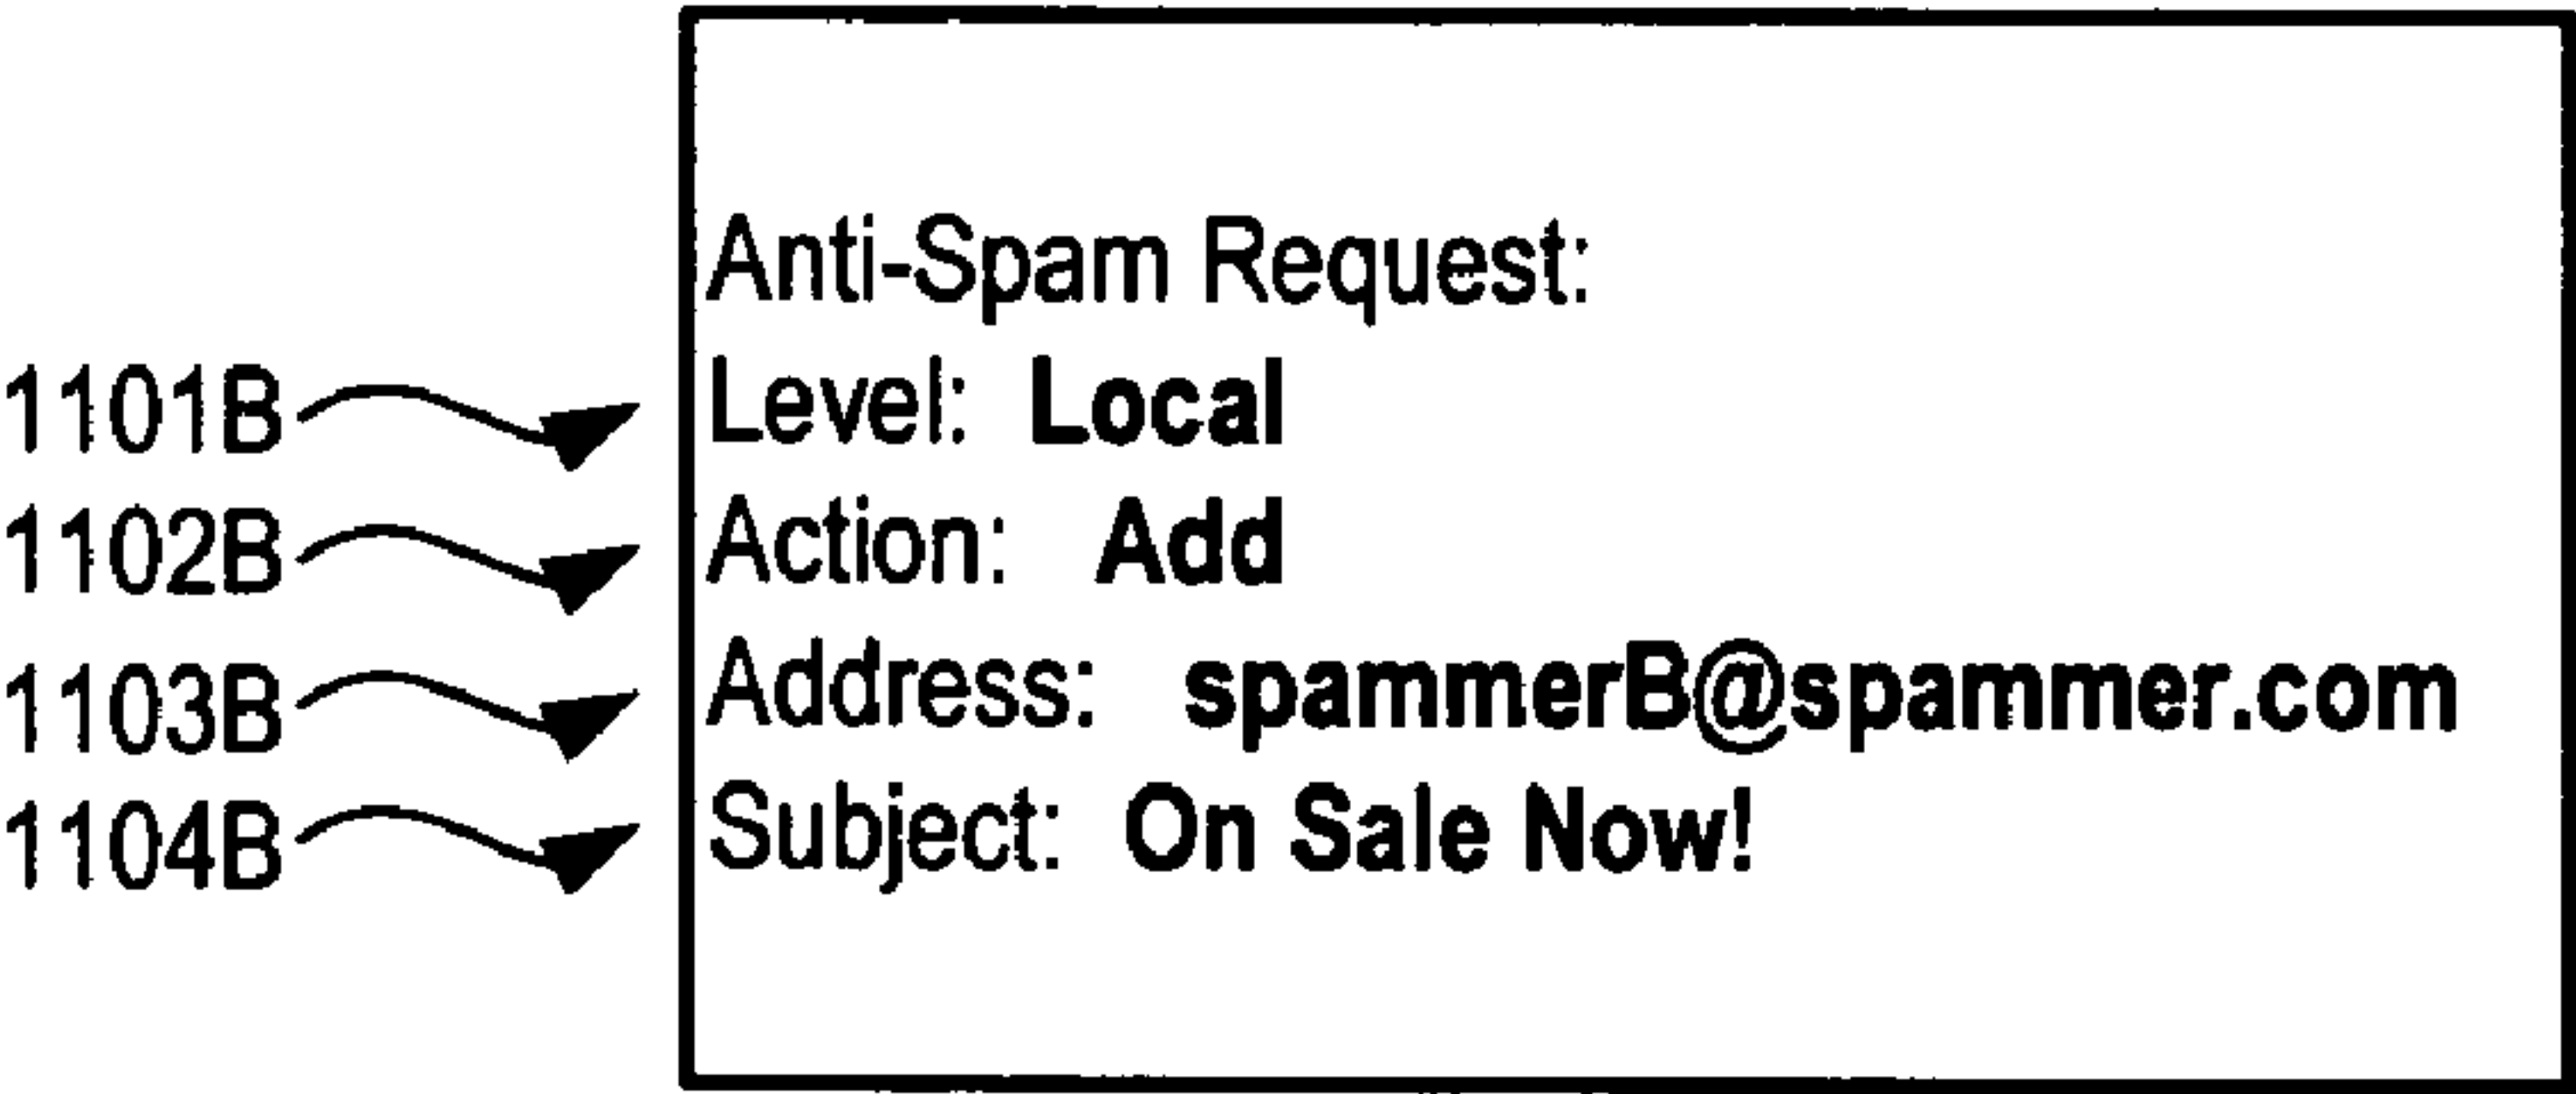 Anti-Spam Request:
1101B Level: Local
1102B Action: Add
1103B Address: spammerB@spammer.com
1104B Subject: On Sale Now!